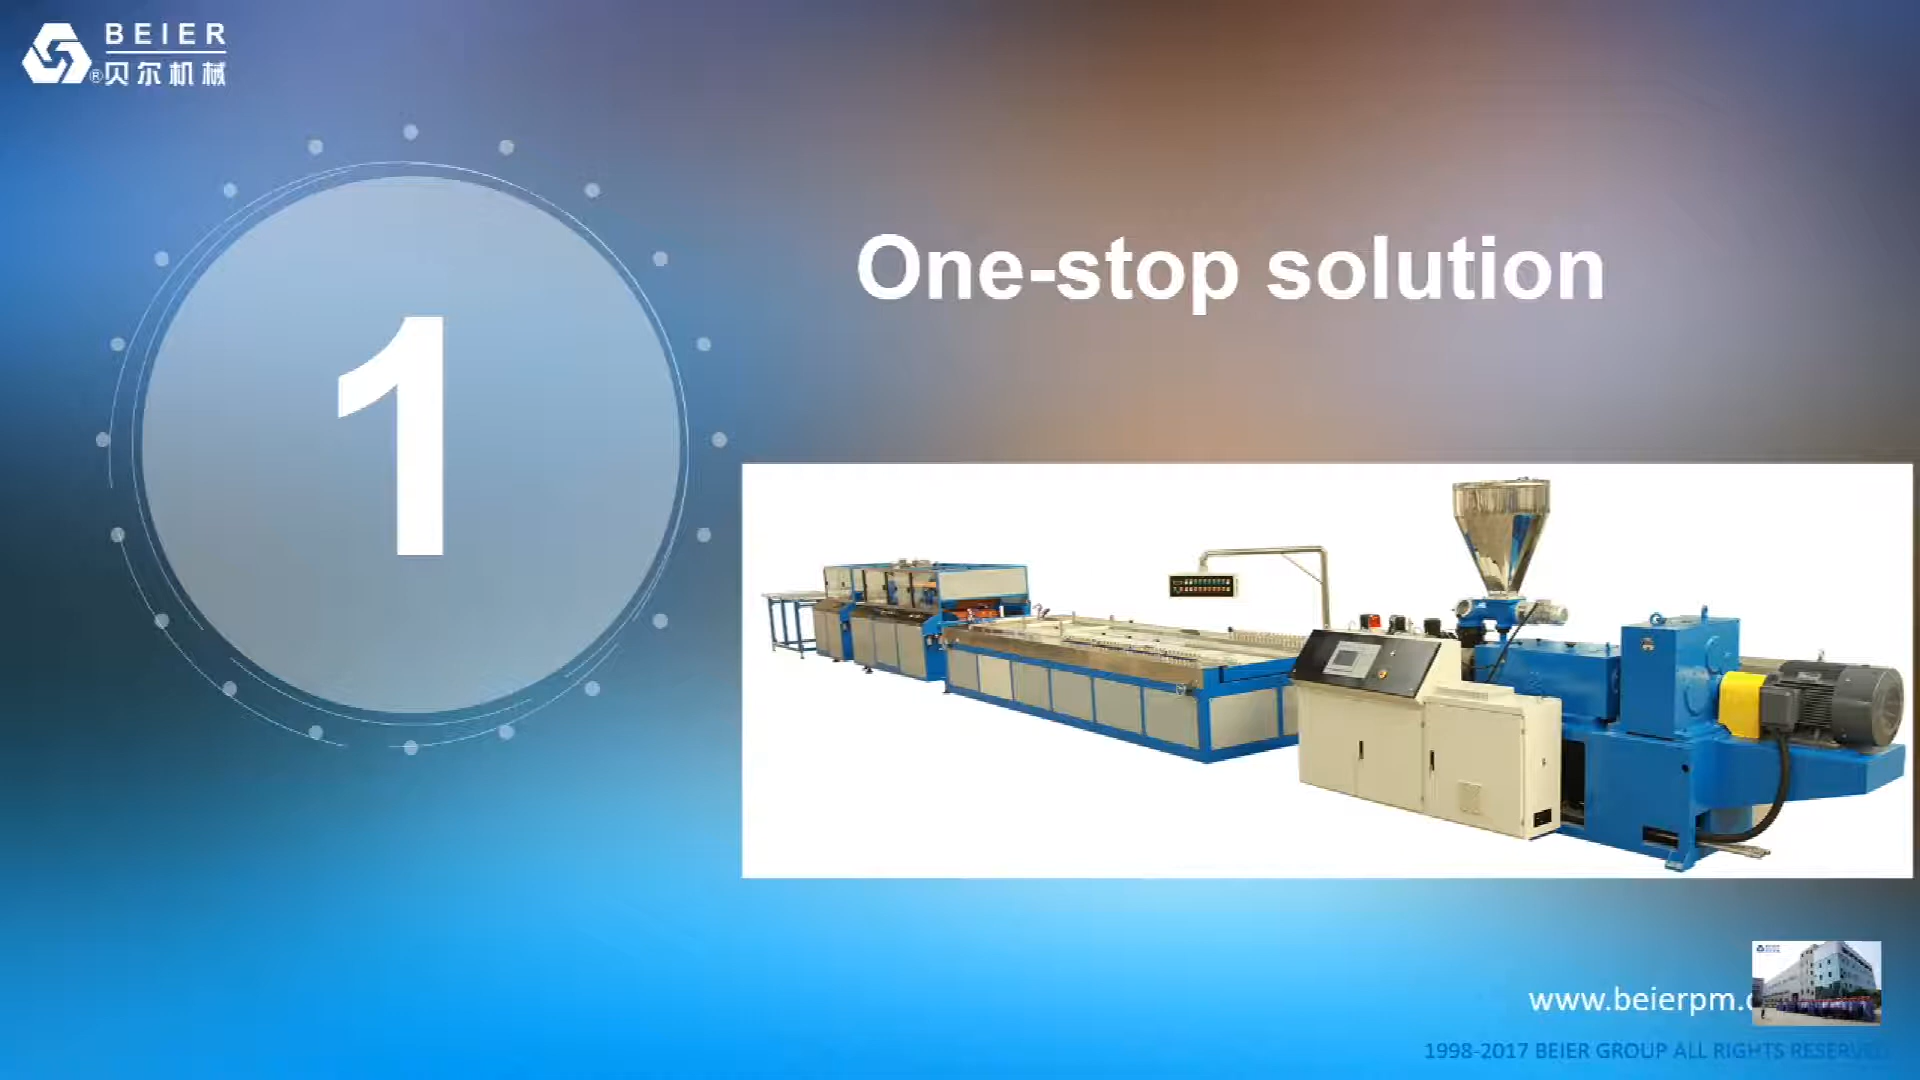 BEIER
®贝尔机械
1
One-stop solution
www.beierpm.
1998-2017 BEIER GROUP ALL RIGHTS